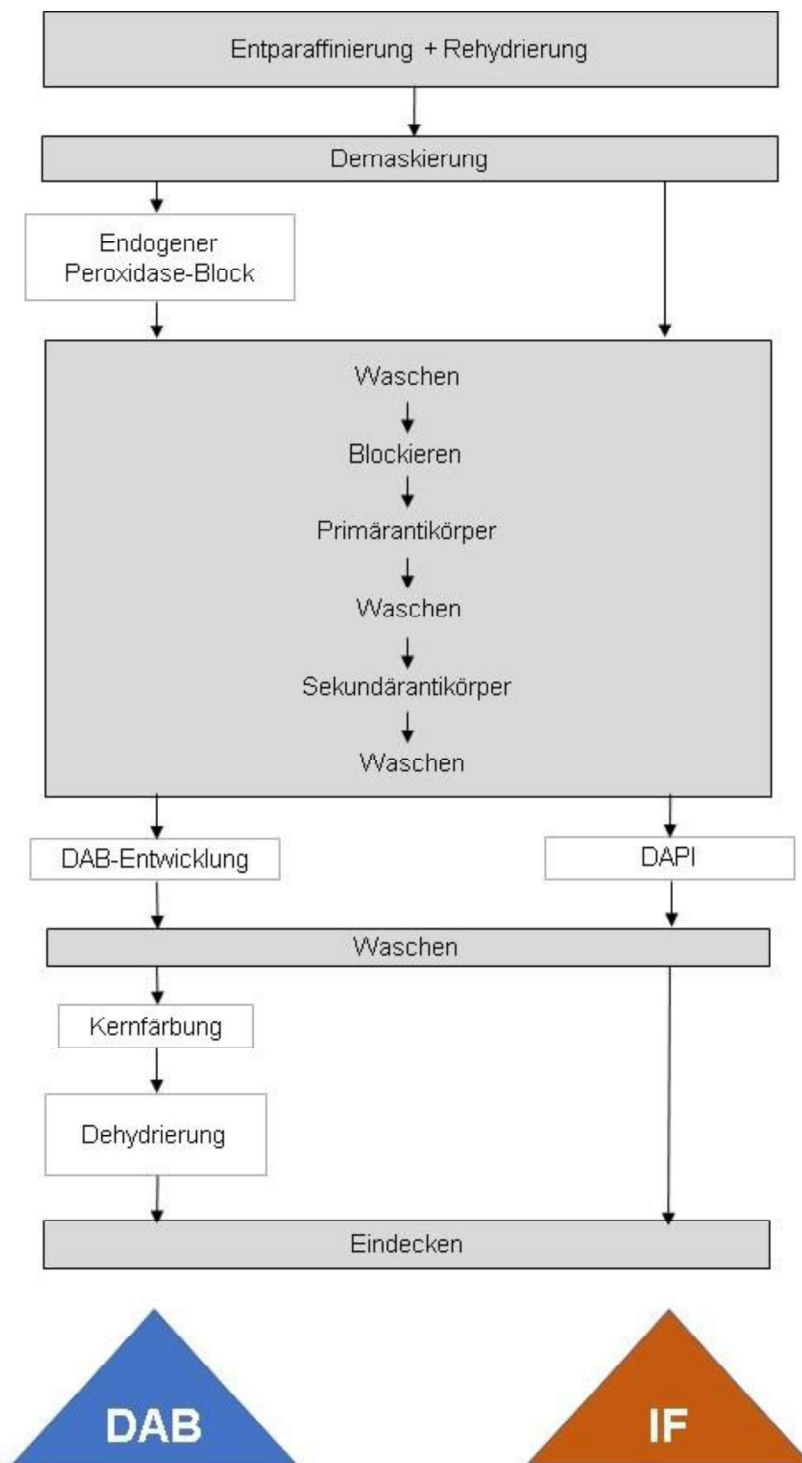 Entparaffinierung + Rehydrierung
Demaskierung
Endogener
Peroxidase-Block
Waschen
Blockieren
Primärantikörper
Waschen
Sekundärantikörper
Waschen
DAB-Entwicklung
DAPI
Waschen
Kernfärbung
Dehydrierung
Eindecken
DAB
IF